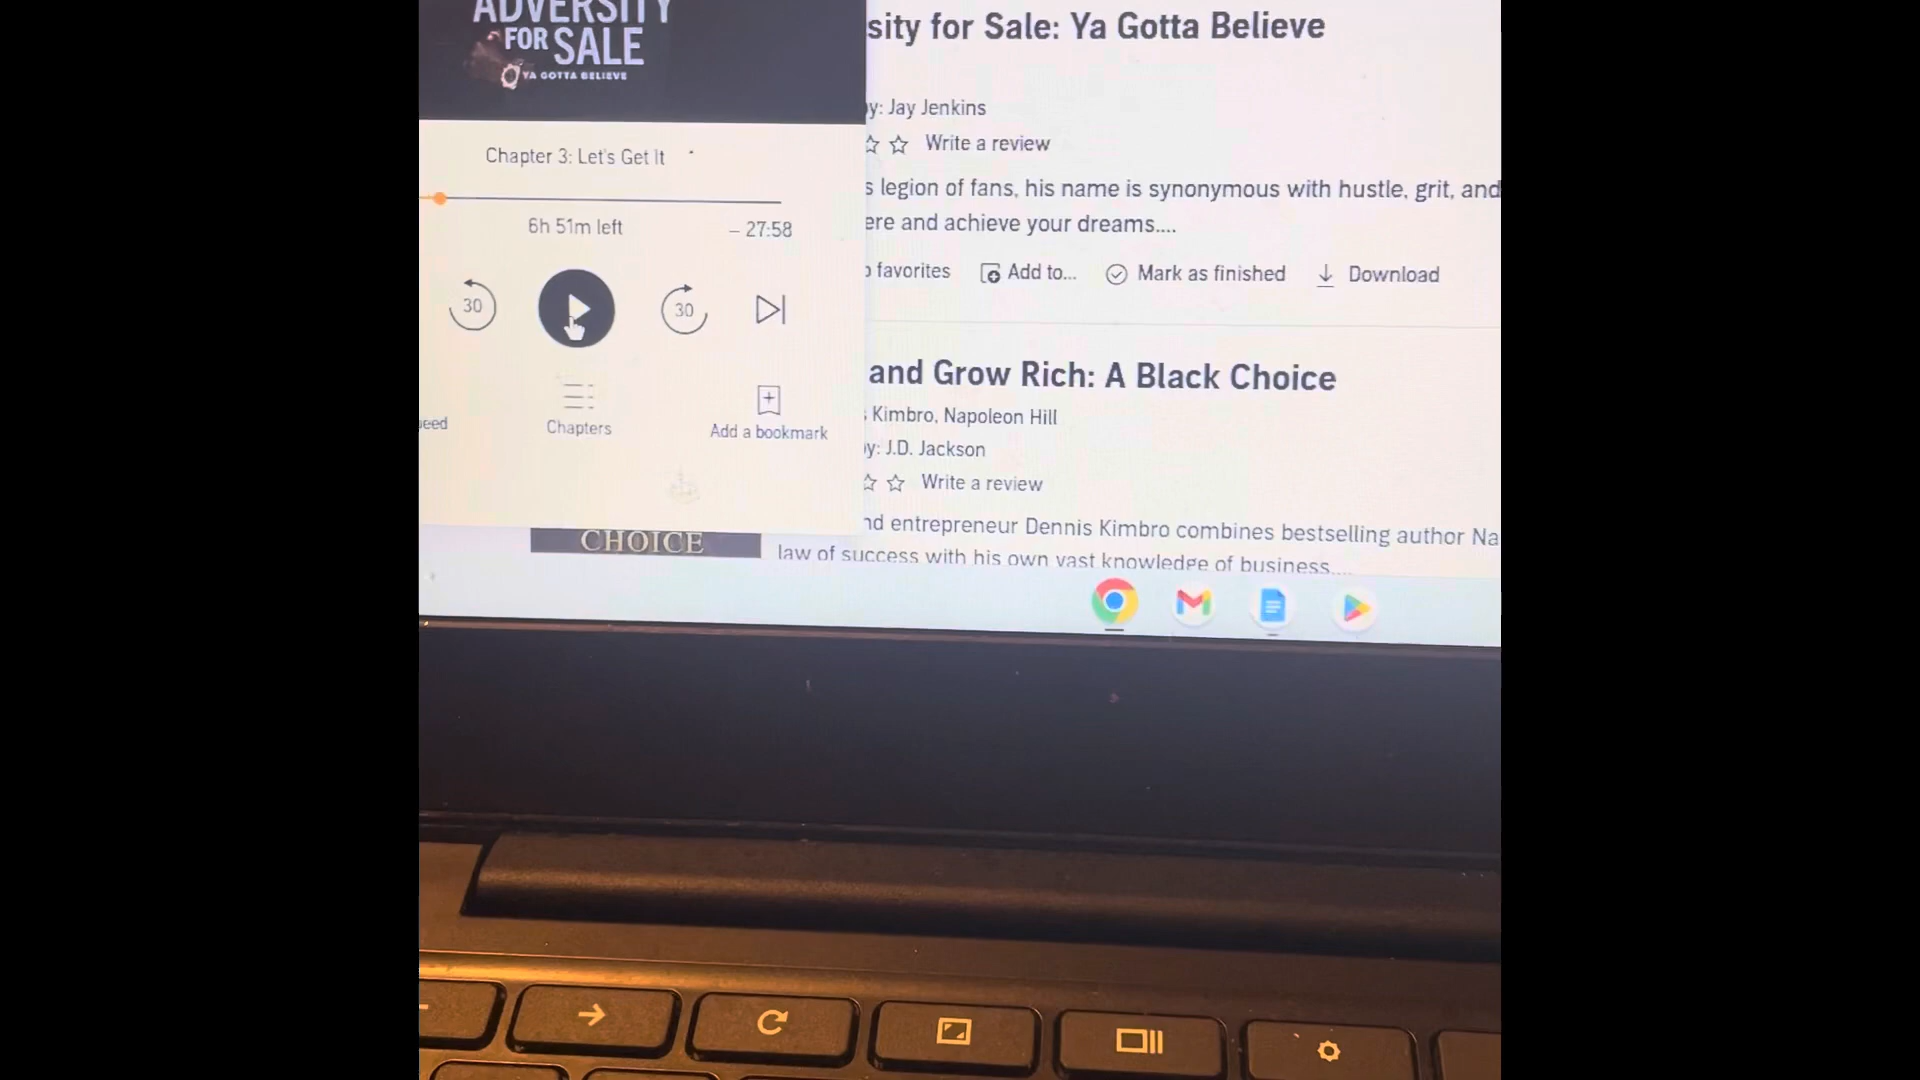 ADVERSITY
FOR SALE
YA GOTTA BELIEVE
Chapter 3: Let's Get It
6h 51m left
– 27:58
30
30
eed
Chapters
Add a bookmark
sity for Sale: Ya Gotta Believe
y: Jay Jenkins
Write a review
s legion of fans, his name is synonymous with hustle, grit, and
ere and achieve your dreams....
favorites
Add to...
Mark as finished
Download
and Grow Rich: A Black Choice
Kimbro, Napoleon Hill
y: J.D. Jackson
Write a review
nd entrepreneur Dennis Kimbro combines bestselling author Na
law of success with his own vast knowledge of business....
CHOICE